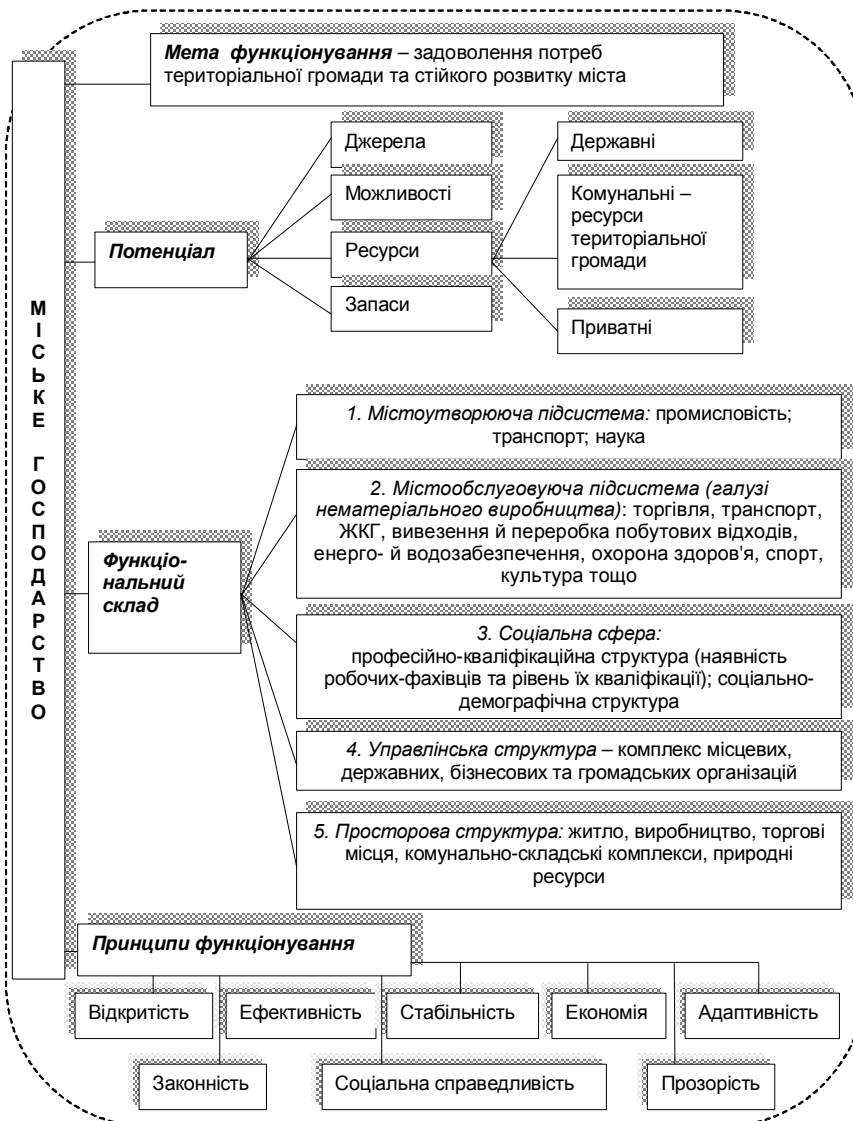 Мета функціонування – задоволення потреб
територіальної громади та стійкого розвитку міста
МІСЬКЕ ГОСПОДАРСТВО
Потенціал
Джерела
Можливості
Ресурси
Запаси
Державні
Комунальні –
ресурси
територіальної
громади
Приватні
Функціо-
нальний
склад
1. Містоутворююча підсистема: промисловість;
транспорт; наука
2. Містообслуговуюча підсистема (галузі
нематеріального виробництва): торгівля, транспорт,
ЖКГ, вивезення й переробка побутових відходів,
енерго- й водозабезпечення, охорона здоров'я, спорт,
культура тощо
3. Соціальна сфера:
професійно-кваліфікаційна структура (наявність
робочих-фахівців та рівень їх кваліфікації); соціально-
демографічна структура
4. Управлінська структура – комплекс місцевих,
державних, бізнесових та громадських організацій
5. Просторова структура: житло, виробництво, торгові
місця, комунально-складські комплекси, природні
ресурси
Принципи функціонування
Відкритість
Ефективність
Стабільність
Економія
Адаптивність
Законність
Соціальна справедливість
Прозорість